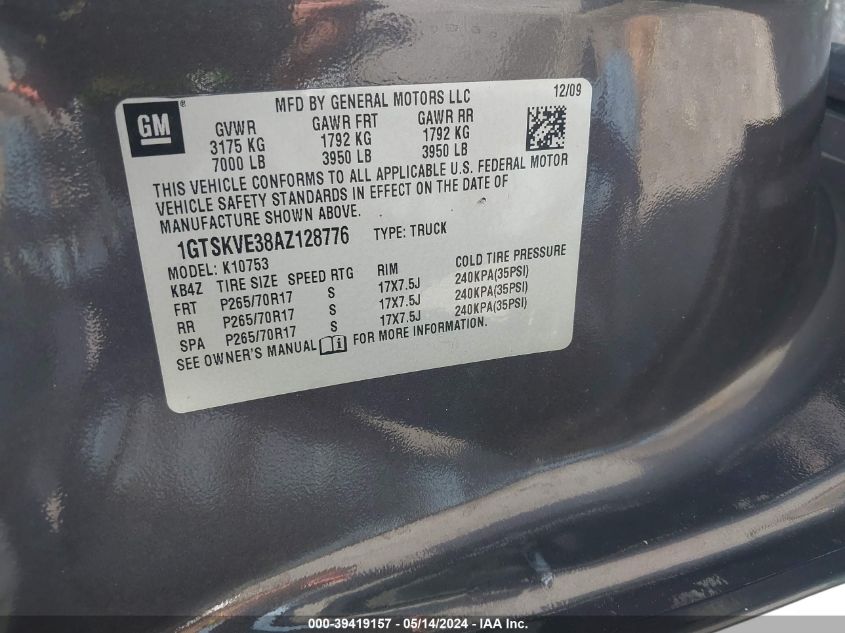 GM ®
MFD BY GENERAL MOTORS LLC 12/09
GVWR GAWR FRT GAWR RR
3175 KG 1792 KG 1792 KG
7000 LB 3950 LB 3950 LB
THIS VEHICLE CONFORMS TO ALL APPLICABLE U.S. FEDERAL MOTOR
VEHICLE SAFETY STANDARDS IN EFFECT ON THE DATE OF
MANUFACTURE SHOWN ABOVE.
1GTSKVE38AZ128776 TYPE: TRUCK
MODEL: K10753
KB4Z TIRE SIZE SPEED RTG RIM COLD TIRE PRESSURE
FRT P265/70R17 S 17X7.5J 240KPA(35PSI)
RR P265/70R17 S 17X7.5J 240KPA(35PSI)
SPA P265/70R17 S 17X7.5J 240KPA(35PSI)
SEE OWNER'S MANUAL FOR MORE INFORMATION.
000-39419157 - 05/14/2024 - IAAI.com